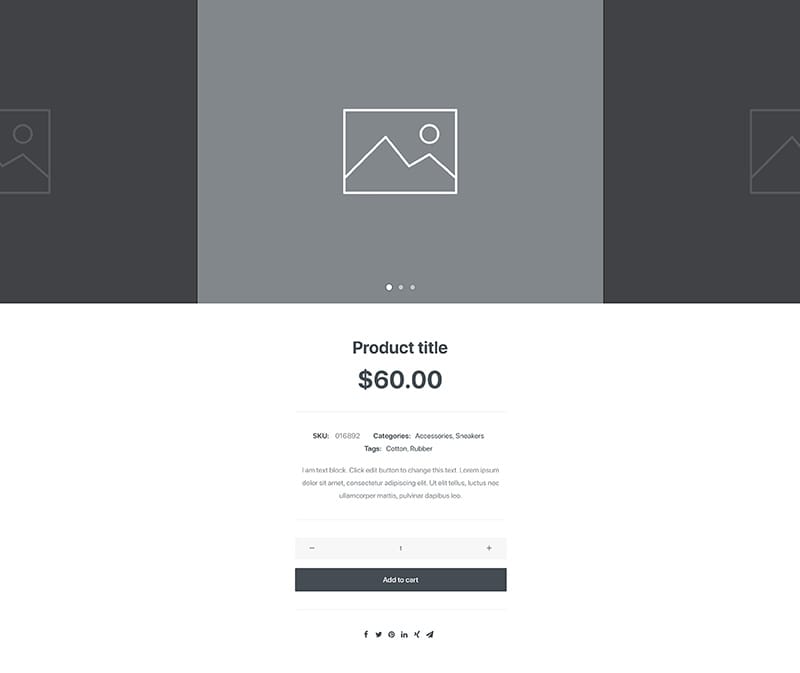 Product title
$60.00
SKU: 016892 Categories: Accessories, Sneakers
Tags: Cotton, Rubber
I am text block. Click edit button to change this text. Lorem ipsum
dolor sit amet, consectetur adipiscing elit. Ut elit tellus, luctus nec
ullamcorper mattis, pulvinar dapibus leo.
− 1 +
Add to cart